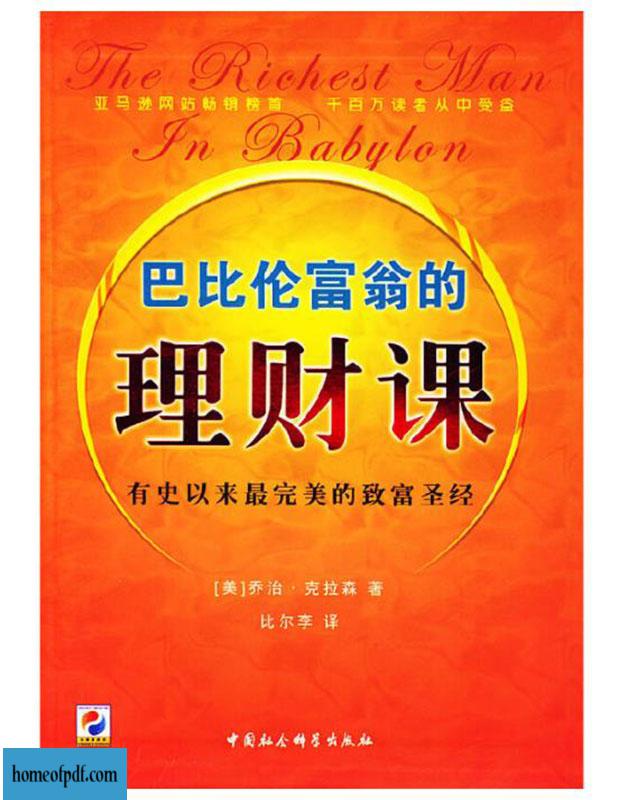 The Richest Man
亚马逊网站畅销榜首 千百万读者从中受益
In Babylon
巴比伦富翁的
理财课
有史以来最完美的致富圣经
[美]乔治·克拉森 著
比尔李 译
中国社会科学出版社
homeofpdf.com